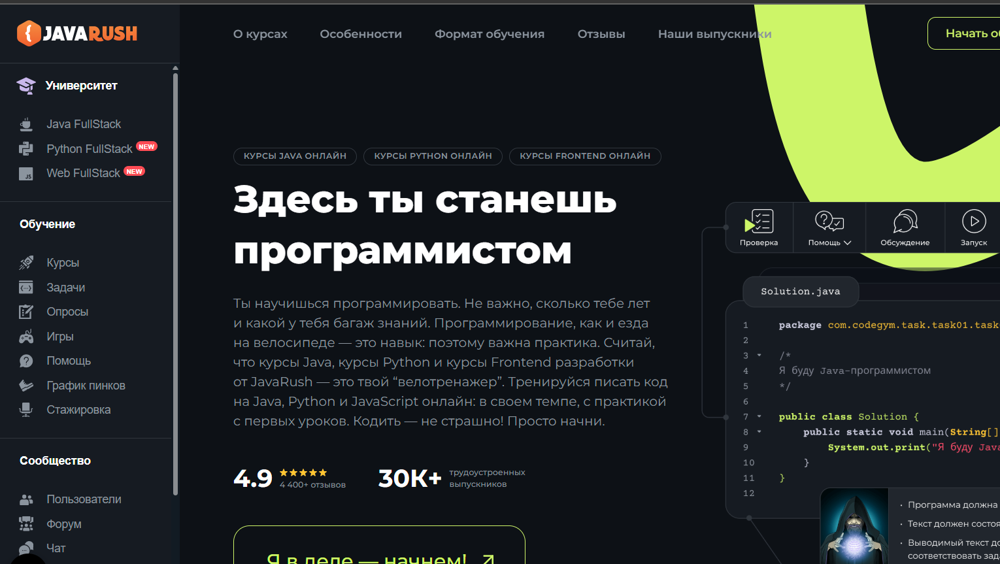 JAVARUSH
Университет
Java FullStack
Python FullStack NEW
Web FullStack NEW
JS
Обучение
Курсы
Задачи
Опросы
Игры
Помощь
График пинков
Стажировка
Сообщество
Пользователи
Форум
Чат
О курсах Особенности Формат обучения Отзывы Наши выпускники
Начать
КУРСЫ JAVA ОНЛАЙН КУРСЫ PYTHON ОНЛАЙН КУРСЫ FRONTEND ОНЛАЙН
Здесь ты станешь
программистом
Ты научишься программировать. Не важно, сколько тебе лет
и какой у тебя багаж знаний. Программирование, как и езда
на велосипеде — это навык: поэтому важна практика. Считай,
что курсы Java, курсы Python и курсы Frontend разработки
от JavaRush — это твой “велотренажер”. Тренируйся писать код
на Java, Python и JavaScript онлайн: в своем темпе, с практикой
с первых уроков. Кодить — не страшно! Просто начни.
4.9
4 400+ отзывов
30K+
трудоустроенных
выпускников
Я в деле — начнем!
Проверка
Помощь
Обсуждение
Запуск
Solution.java
1 package com.codegym.task.task01.task
2
3 /*
4 Я буду Java-программистом
5 */
6
7 public class Solution {
8 public static void main(String[]
9 System.out.print("Я буду Java
10 }
11 }
12
· Программа должна
· Текст должен
· Выводимый текст
соответствовать